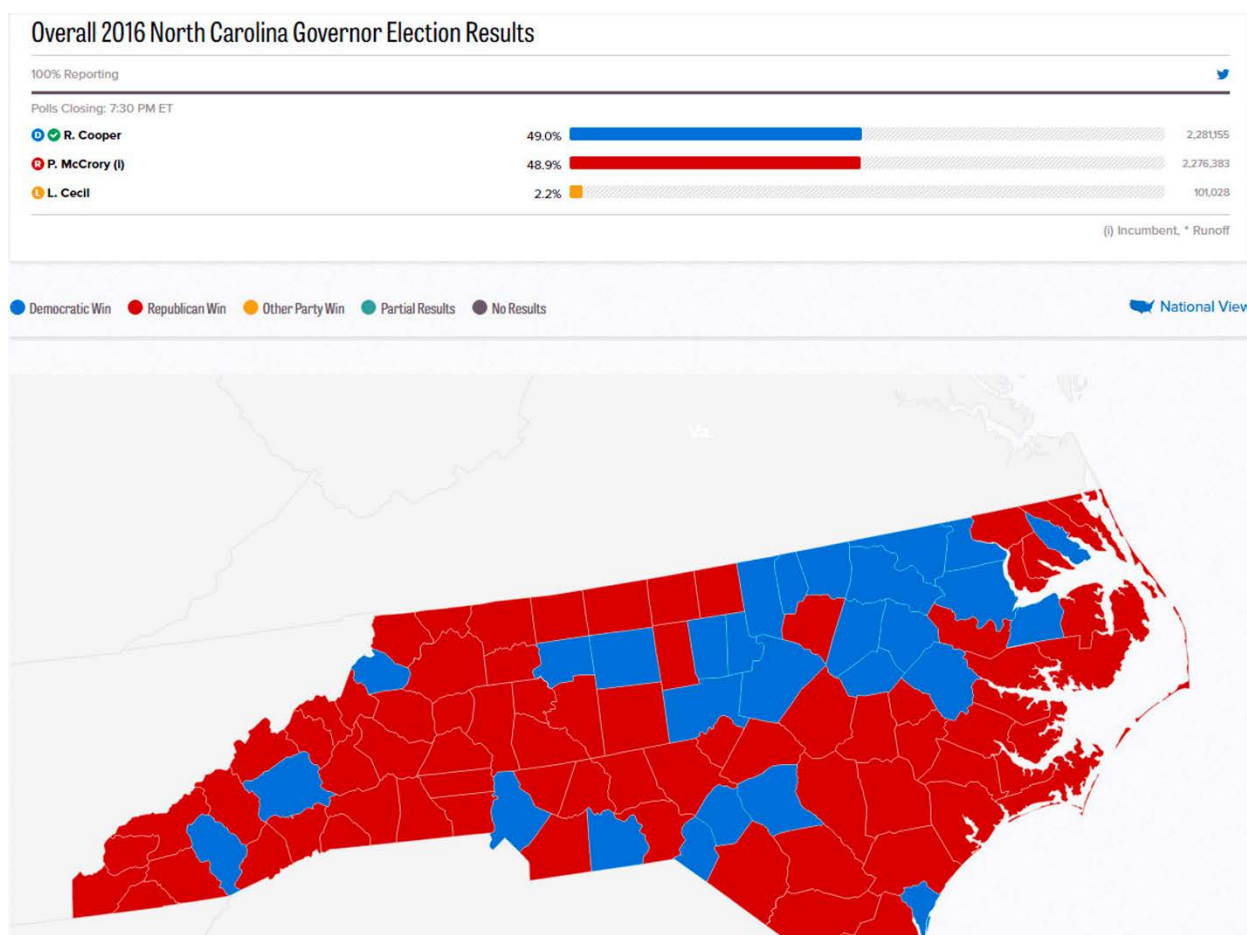 Overall 2016 North Carolina Governor Election Results
100% Reporting
Polls Closing: 7:30 PM ET
D R. Cooper 49.0% 2,281,155
R P. McCrory (i) 48.9% 2,276,383
L L. Cecil 2.2% 101,028
(i) Incumbent, * Runoff
Democratic Win Republican Win Other Party Win Partial Results No Results National View
Va.